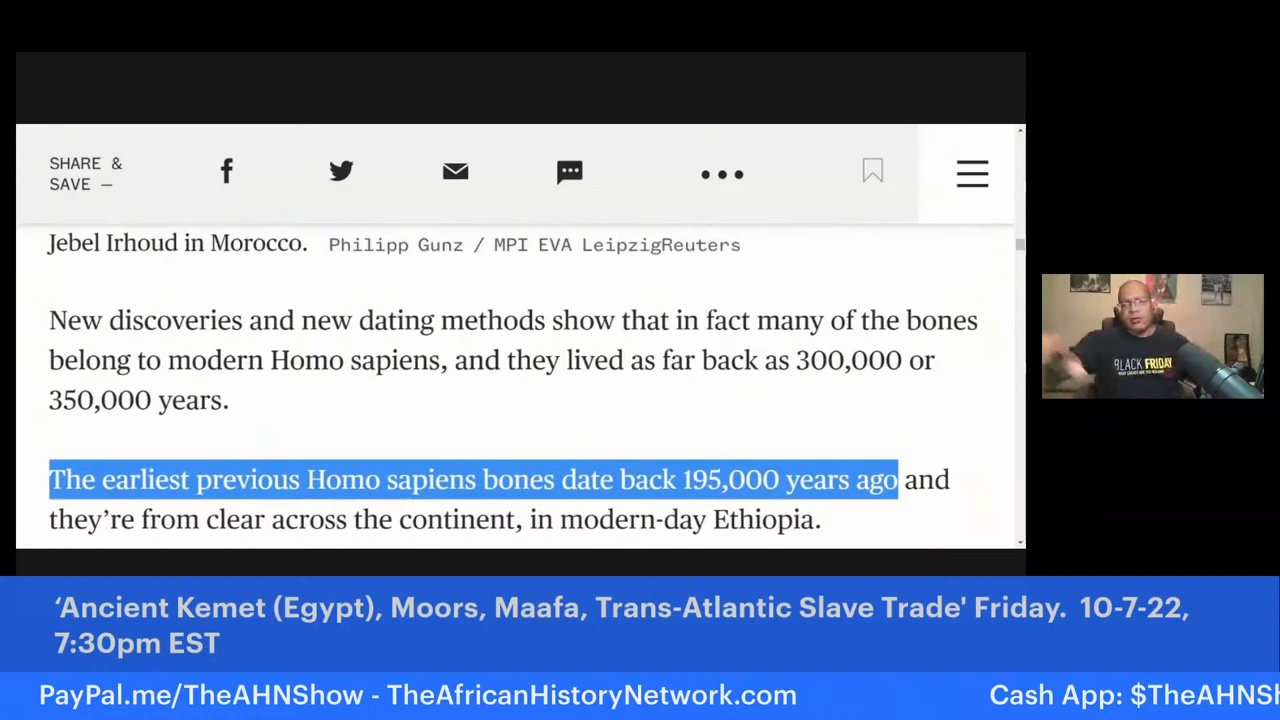 SHARE &
SAVE —
Jebel Irhoud in Morocco. Philipp Gunz / MPI EVA LeipzigReuters
New discoveries and new dating methods show that in fact many of the bones
belong to modern Homo sapiens, and they lived as far back as 300,000 or
350,000 years.
The earliest previous Homo sapiens bones date back 195,000 years ago and
they’re from clear across the continent, in modern-day Ethiopia.
BLACK FRIDAY
‘Ancient Kemet (Egypt), Moors, Maafa, Trans-Atlantic Slave Trade' Friday. 10-7-22,
7:30pm EST
PayPal.me/TheAHNShow - TheAfricanHistoryNetwork.com Cash App: $TheAHNS